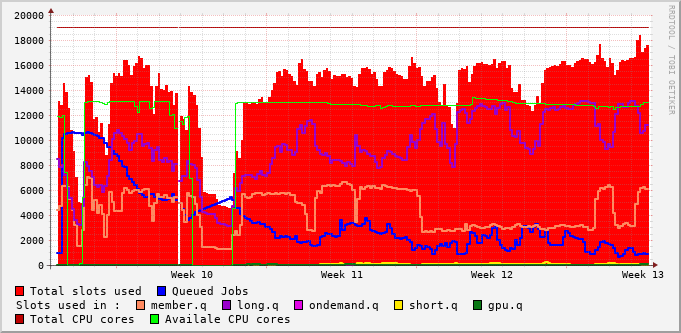 20000
18000
16000
14000
12000
10000
8000
6000
4000
2000
0
Week 10 Week 11 Week 12 Week 13
RRDTOOL / TOBI OETIKER
Total slots used Queued Jobs
Slots used in : member.q long.q ondemand.q short.q gpu.q
Total CPU cores Availale CPU cores